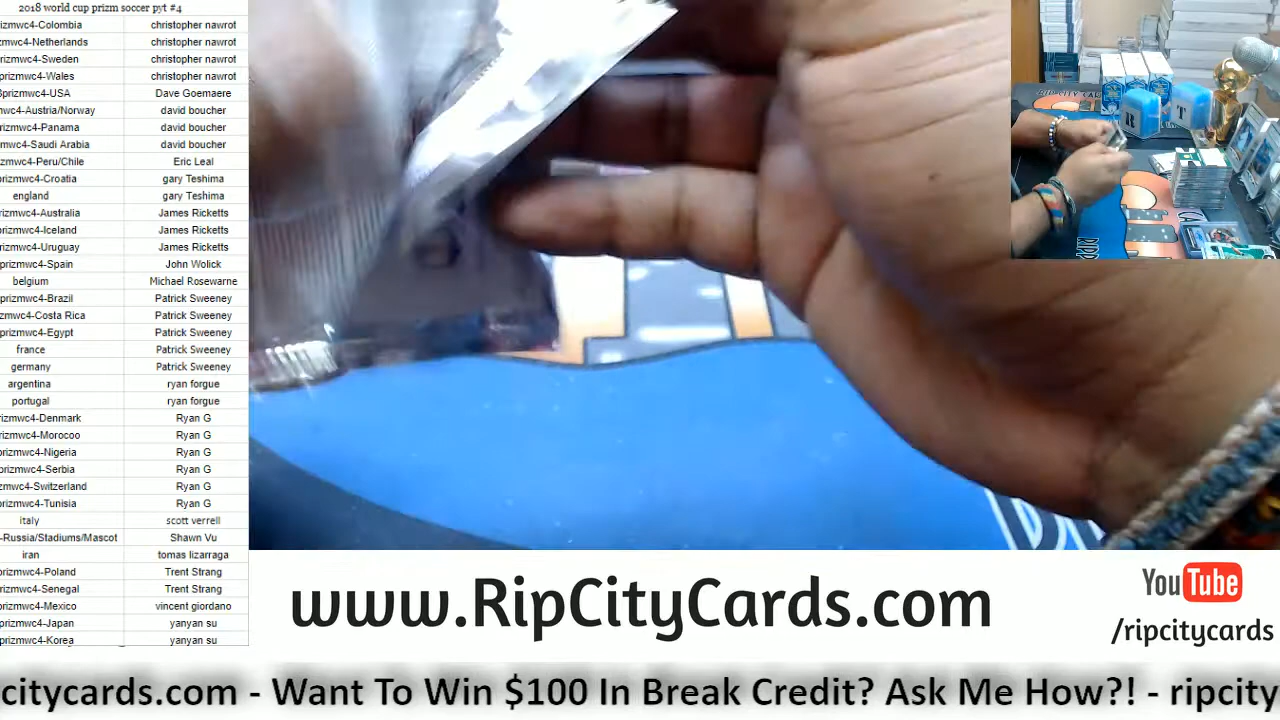 2018 world cup prizm soccer pyt #4
rizmwc4-Colombia christopher nawrot
zmwc4-Netherlands christopher nawrot
prizmwc4-Sweden christopher nawrot
prizmwc4-Wales christopher nawrot
prizmwc4-USA Dave Goemaere
nwc4-Austria/Norway david boucher
prizmwc4-Panama david boucher
mwc4-Saudi Arabia david boucher
izmwc4-Peru/Chile Eric Leal
prizmwc4-Croatia gary Teshima
england gary Teshima
rizmwc4-Australia James Ricketts
prizmwc4-Iceland James Ricketts
rizmwc4-Uruguay James Ricketts
prizmwc4-Spain John Wolick
belgium Michael Rosewarne
prizmwc4-Brazil Patrick Sweeney
zmwc4-Costa Rica Patrick Sweeney
prizmwc4-Egypt Patrick Sweeney
france Patrick Sweeney
germany Patrick Sweeney
argentina ryan forgue
portugal ryan forgue
rizmwc4-Denmark Ryan G
rizmwc4-Morocoo Ryan G
prizmwc4-Nigeria Ryan G
prizmwc4-Serbia Ryan G
izmwc4-Switzerland Ryan G
prizmwc4-Tunisia Ryan G
italy scott verrell
-Russia/Stadiums/Mascot Shawn Vu
iran tomas lizarraga
prizmwc4-Poland Trent Strang
prizmwc4-Senegal Trent Strang
prizmwc4-Mexico vincent giordano
prizmwc4-Japan yanyan su
prizmwc4-Korea yanyan su
RIP CITY CARDS
R T
RIP
www.RipCityCards.com
YouTube
/ripcitycards
citycards.com - Want To Win $100 In Break Credit? Ask Me How?! - ripcity